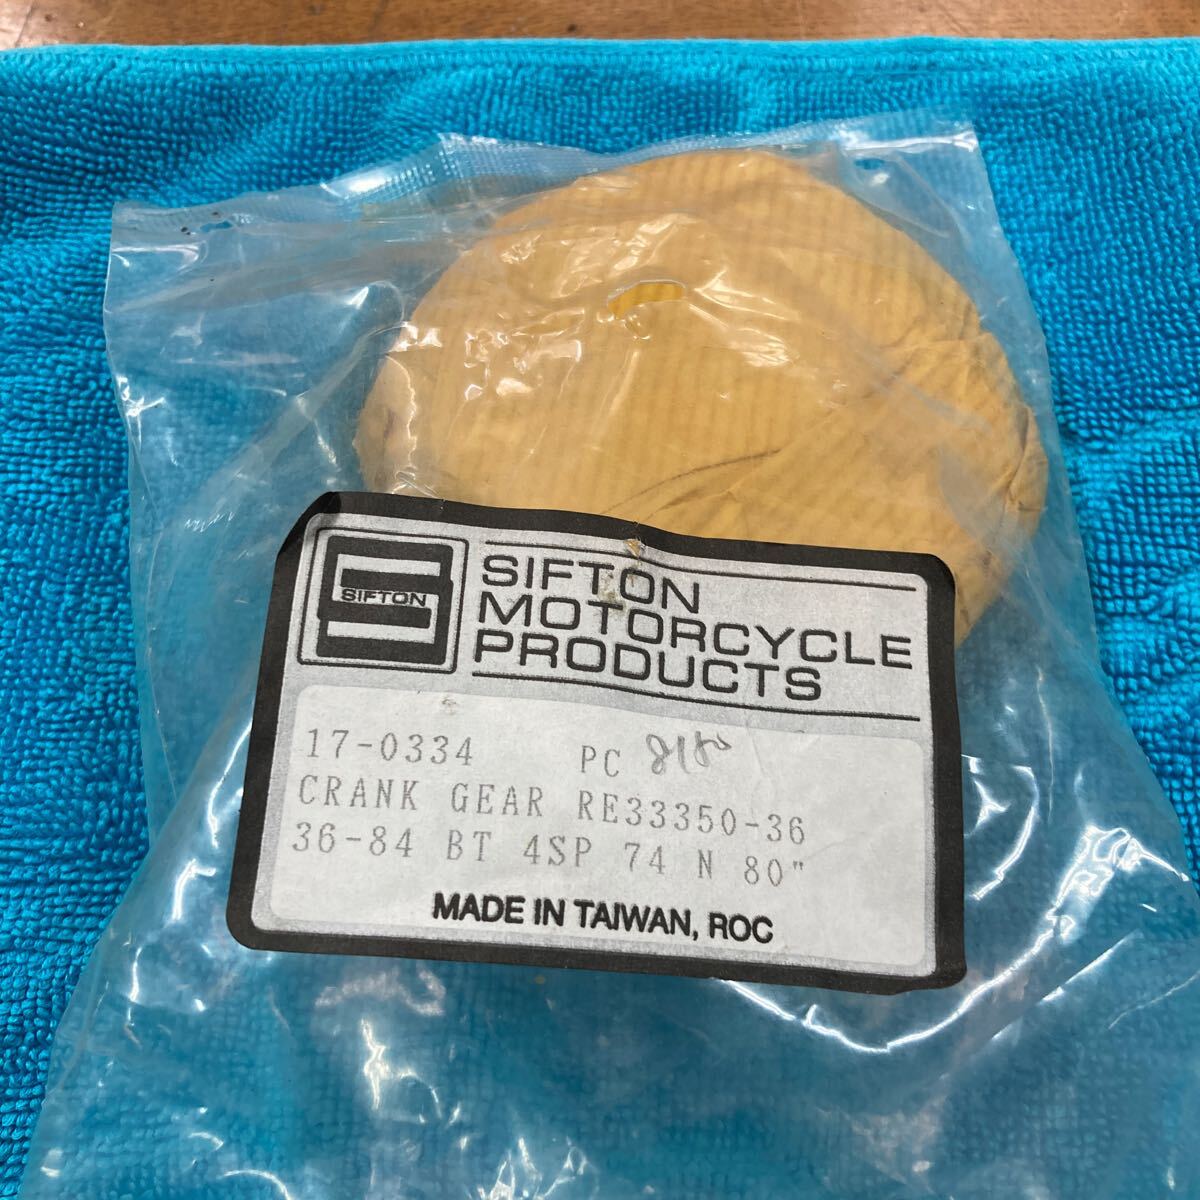 SIFTON
SIFTON
MOTORCYCLE
PRODUCTS
17-0334 PC 8180
CRANK GEAR RE33350-36
36-84 BT 4SP 74 N 80"
MADE IN TAIWAN, ROC